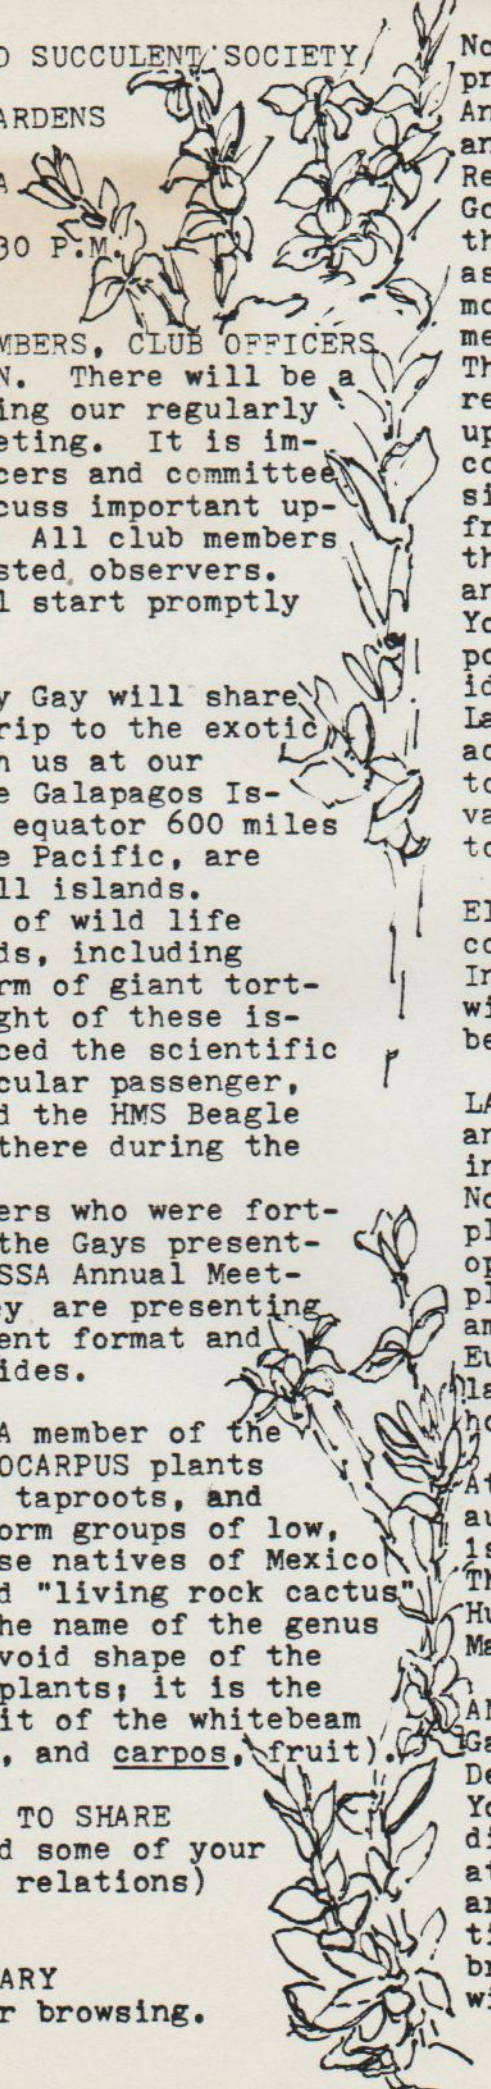 D SUCCULENT SOCIETY
ARDENS
A
30 P.M.
MBERS, CLUB OFFICERS
N. There will be a
ing our regularly
eting. It is im-
cers and committee
cuss important up-
All club members
sted observers.
l start promptly
y Gay will share
rip to the exotic
h us at our
e Galapagos Is-
equator 600 miles
e Pacific, are
ll islands.
of wild life
ds, including
rm of giant tort-
ght of these is-
ced the scientific
cular passenger,
d the HMS Beagle
there during the
ers who were fort-
the Gays present-
SSA Annual Meet-
ey are presenting
ent format and
ides.
A member of the
OCARPUS plants
taproots, and
orm groups of low,
se natives of Mexico
d "living rock cactus"
he name of the genus
void shape of the
plants; it is the
it of the whitebeam
, and carpos, fruit).
TO SHARE
d some of your
relations)
ARY
r browsing.
No
pr
An
an
Re
Go
th
as
mo
me
Th
re
up
co
si
fr
th
an
Yo
po
id
La
ac
to
va
to
El
co
In
wi
be
LA
an
in
No
pl
op
pl
am
Eu
la
ho
At
au
1s
Th
Hu
Ma
AN
Ga
De
Yo
di
at
ar
ti
br
wi